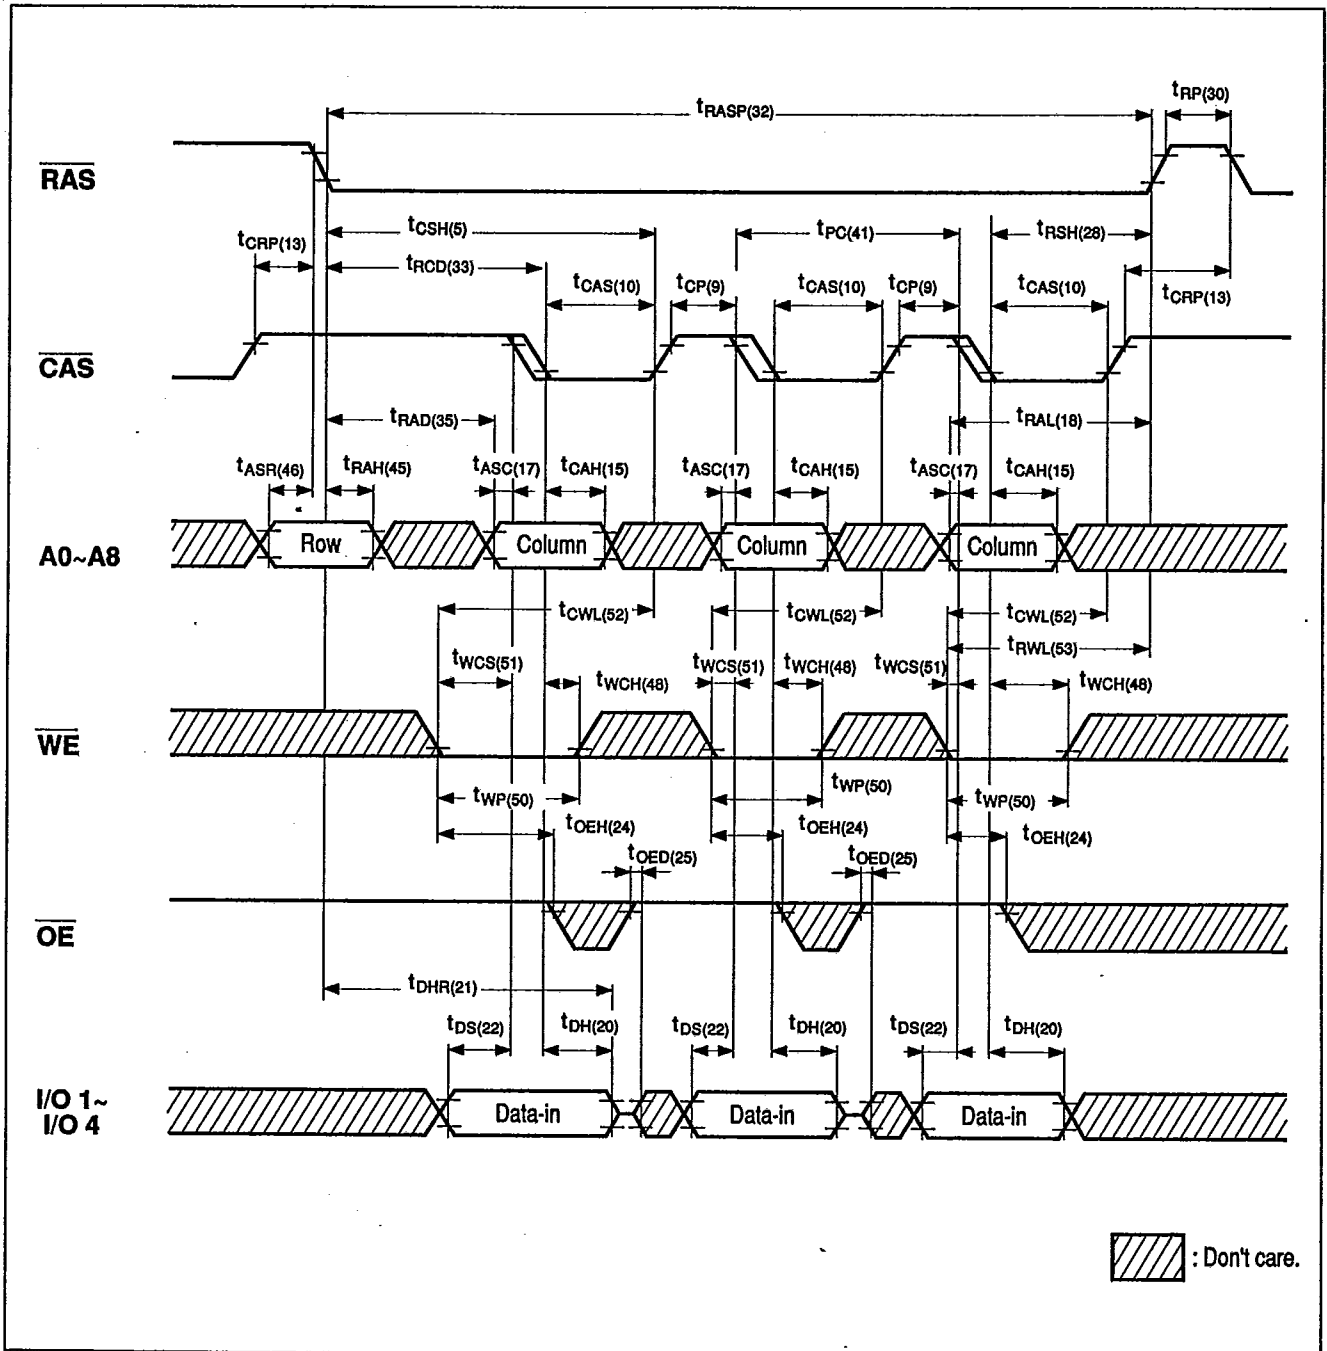 tRP(30)
tRASP(32)
RAS
tCSH(5) tPC(41) tRSH(28)
tCRP(13)
tRCD(33)
tCAS(10) tCP(9) tCAS(10) tCP(9) tCAS(10)
tCRP(13)
CAS
tRAD(35) tRAL(18)
tASR(46) tRAH(45) tASC(17) tCAH(15) tASC(17) tCAH(15) tASC(17) tCAH(15)
A0~A8 Row Column Column Column
tCWL(52) tCWL(52) tCWL(52)
tRWL(53)
tWCS(51) tWCH(48) tWCS(51) tWCH(48) tWCS(51) tWCH(48)
WE
tWP(50) tWP(50) tWP(50)
tOEH(24) tOEH(24) tOEH(24)
tOED(25) tOED(25)
OE
tDHR(21)
tDS(22) tDH(20) tDS(22) tDH(20) tDS(22) tDH(20)
I/O 1~
I/O 4 Data-in Data-in Data-in
: Don't care.